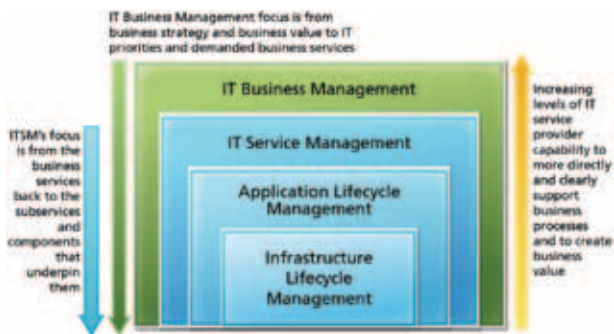 IT Business Management focus is from
business strategy and business value to IT
priorities and demanded business services
ITSM's focus
is from the
business
services
back to the
subservices
and
components
that
underpin
them
IT Business Management
IT Service Management
Application Lifecycle
Management
Infrastructure
Lifecycle
Management
Increasing
levels of IT
service
provider
capability to
more directly
and clearly
support
business
processes
and to create
business
value